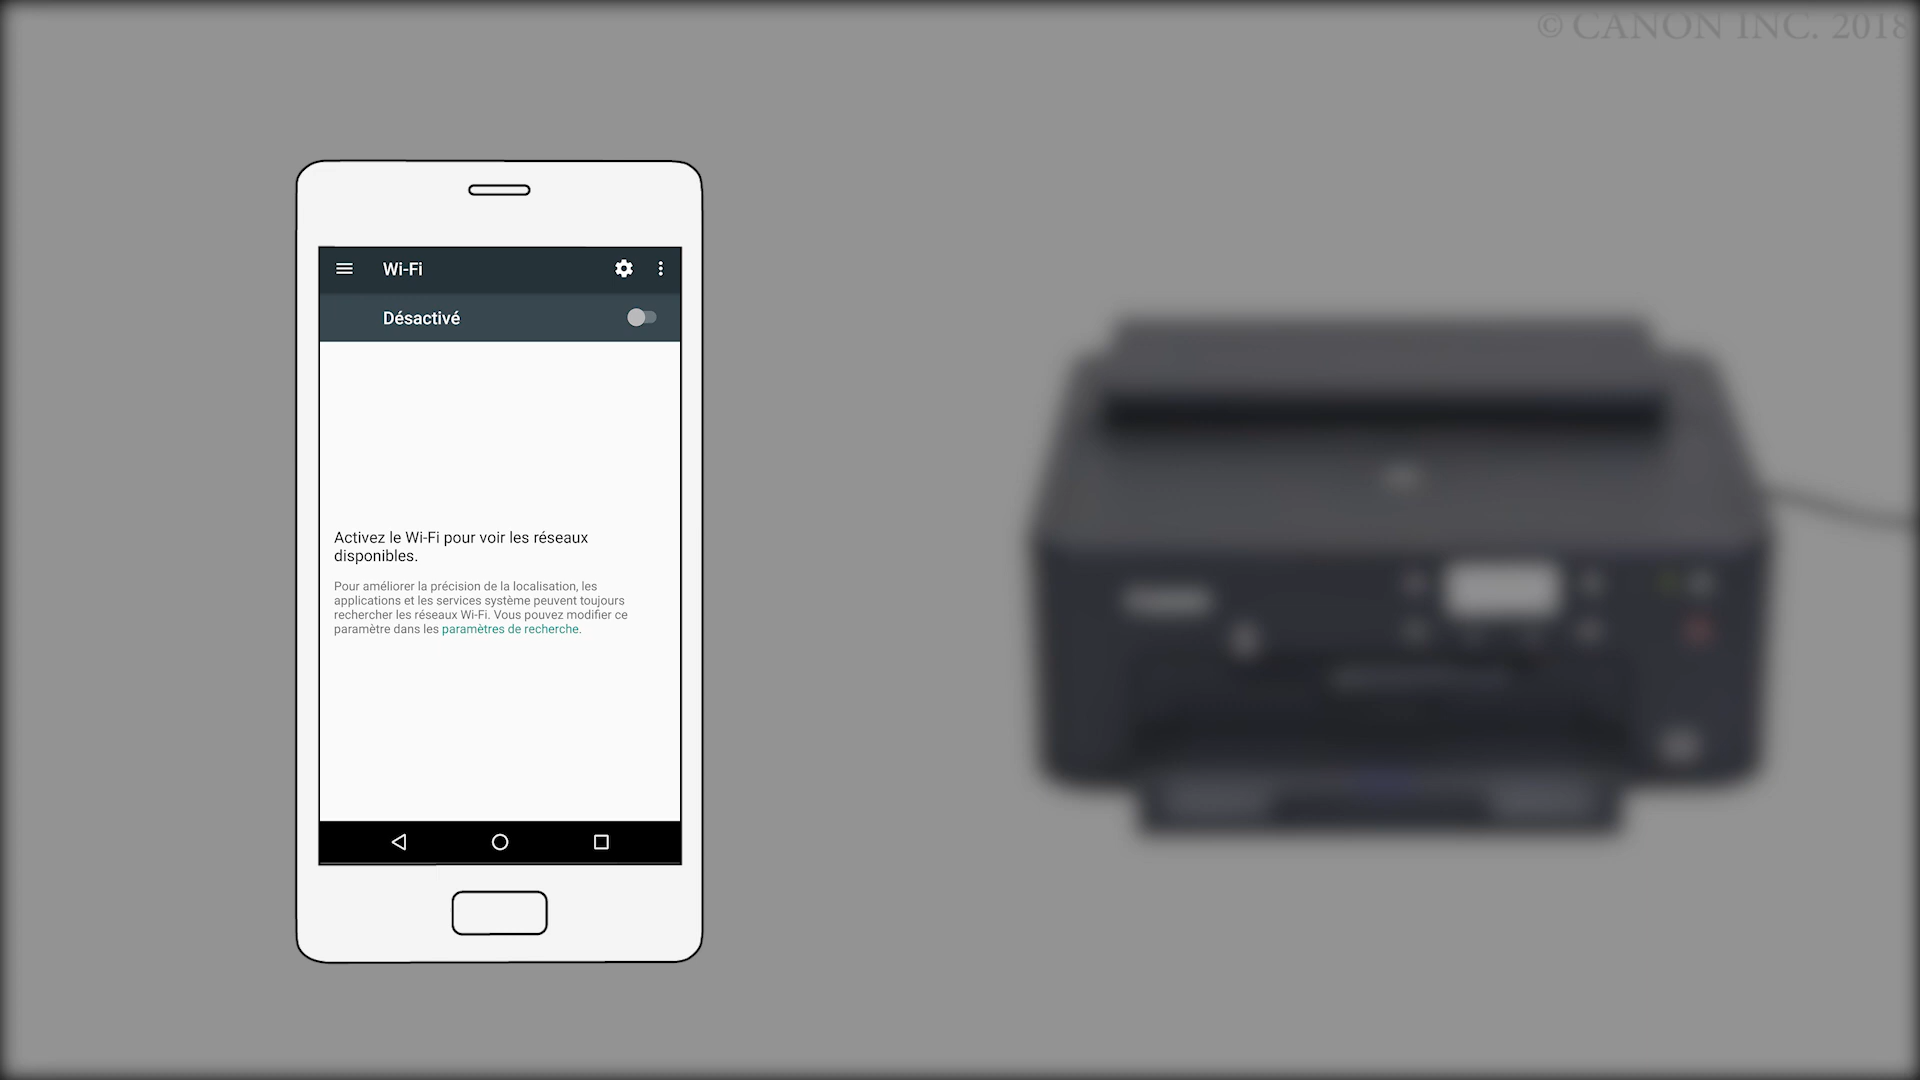 © CANON INC. 2018
Wi-Fi
Désactivé
Activez le Wi-Fi pour voir les réseaux
disponibles.
Pour améliorer la précision de la localisation, les
applications et les services système peuvent toujours
rechercher les réseaux Wi-Fi. Vous pouvez modifier ce
paramètre dans les paramètres de recherche.